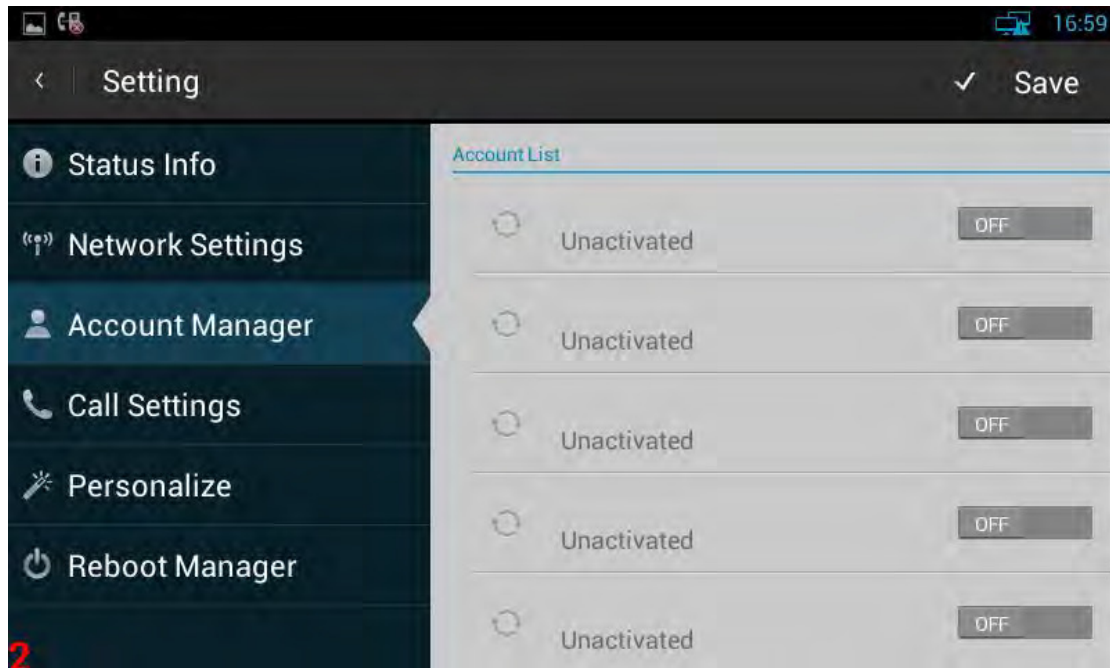 16:59
Setting
Save
Status Info
Network Settings
Account Manager
Call Settings
Personalize
Reboot Manager
2
Account List
Unactivated
OFF
Unactivated
OFF
Unactivated
OFF
Unactivated
OFF
Unactivated
OFF